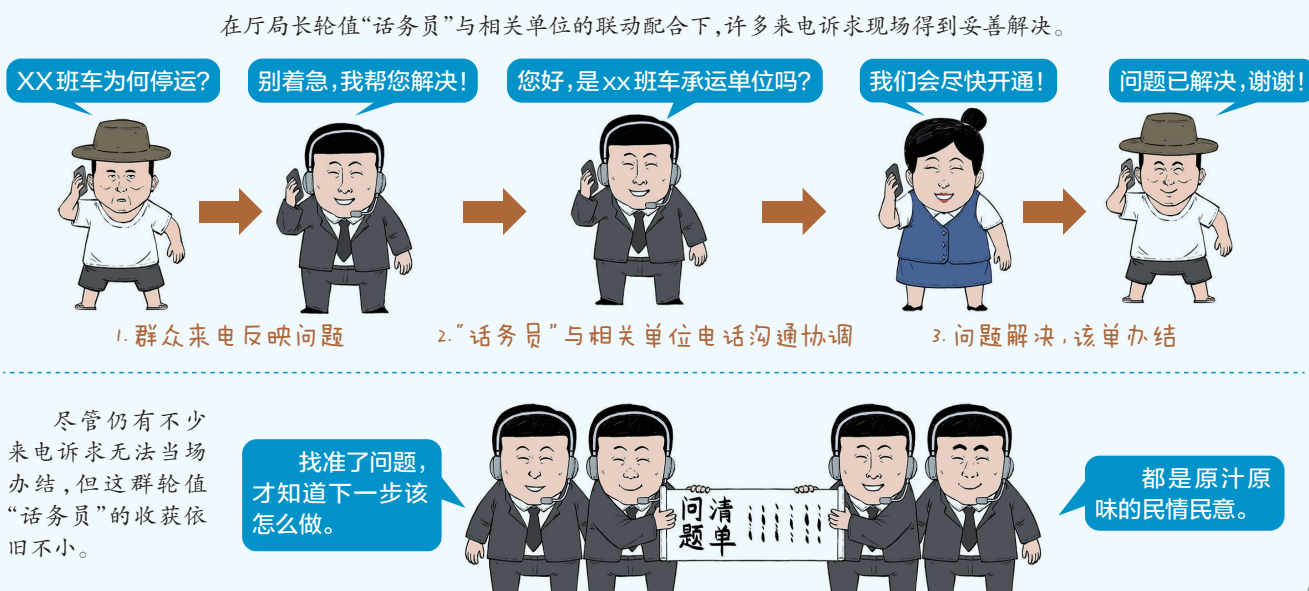 在厅局长轮值“话务员”与相关单位的联动配合下,许多来电诉求现场得到妥善解决。
XX班车为何停运?
别着急,我帮您解决!
您好,是xx班车承运单位吗?
我们会尽快开通!
问题已解决,谢谢!
1.群众来电反映问题
2.“话务员”与相关单位电话沟通协调
3.问题解决,该单办结
尽管仍有不少
来电诉求无法当场
办结,但这群轮值
“话务员”的收获依
旧不小。
找准了问题,
才知道下一步该
怎么做。
问题
清单
都是原汁原
味的民情民意。